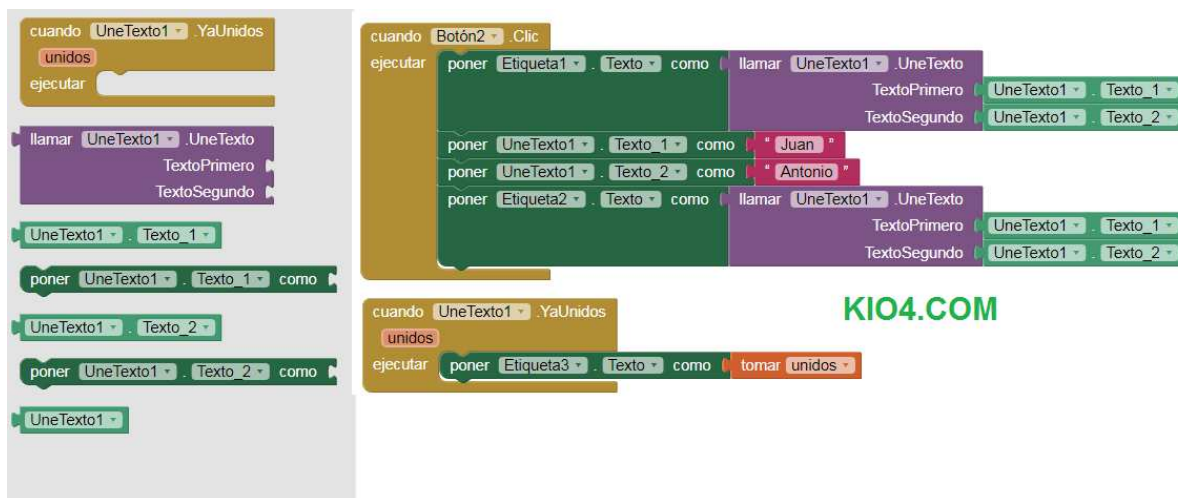 cuando UneTexto1 .YaUnidos
unidos
ejecutar
llamar UneTexto1 .UneTexto
TextoPrimero
TextoSegundo
UneTexto1 . Texto_1
poner UneTexto1 . Texto_1 como
UneTexto1 . Texto_2
poner UneTexto1 . Texto_2 como
UneTexto1
cuando Botón2 .Clic
ejecutar poner Etiqueta1 . Texto como llamar UneTexto1 .UneTexto
TextoPrimero UneTexto1 . Texto_1
TextoSegundo UneTexto1 . Texto_2
poner UneTexto1 . Texto_1 como " Juan "
poner UneTexto1 . Texto_2 como " Antonio "
poner Etiqueta2 . Texto como llamar UneTexto1 .UneTexto
TextoPrimero UneTexto1 . Texto_1
TextoSegundo UneTexto1 . Texto_2
cuando UneTexto1 .YaUnidos
unidos
ejecutar poner Etiqueta3 . Texto como tomar unidos
KIO4.COM